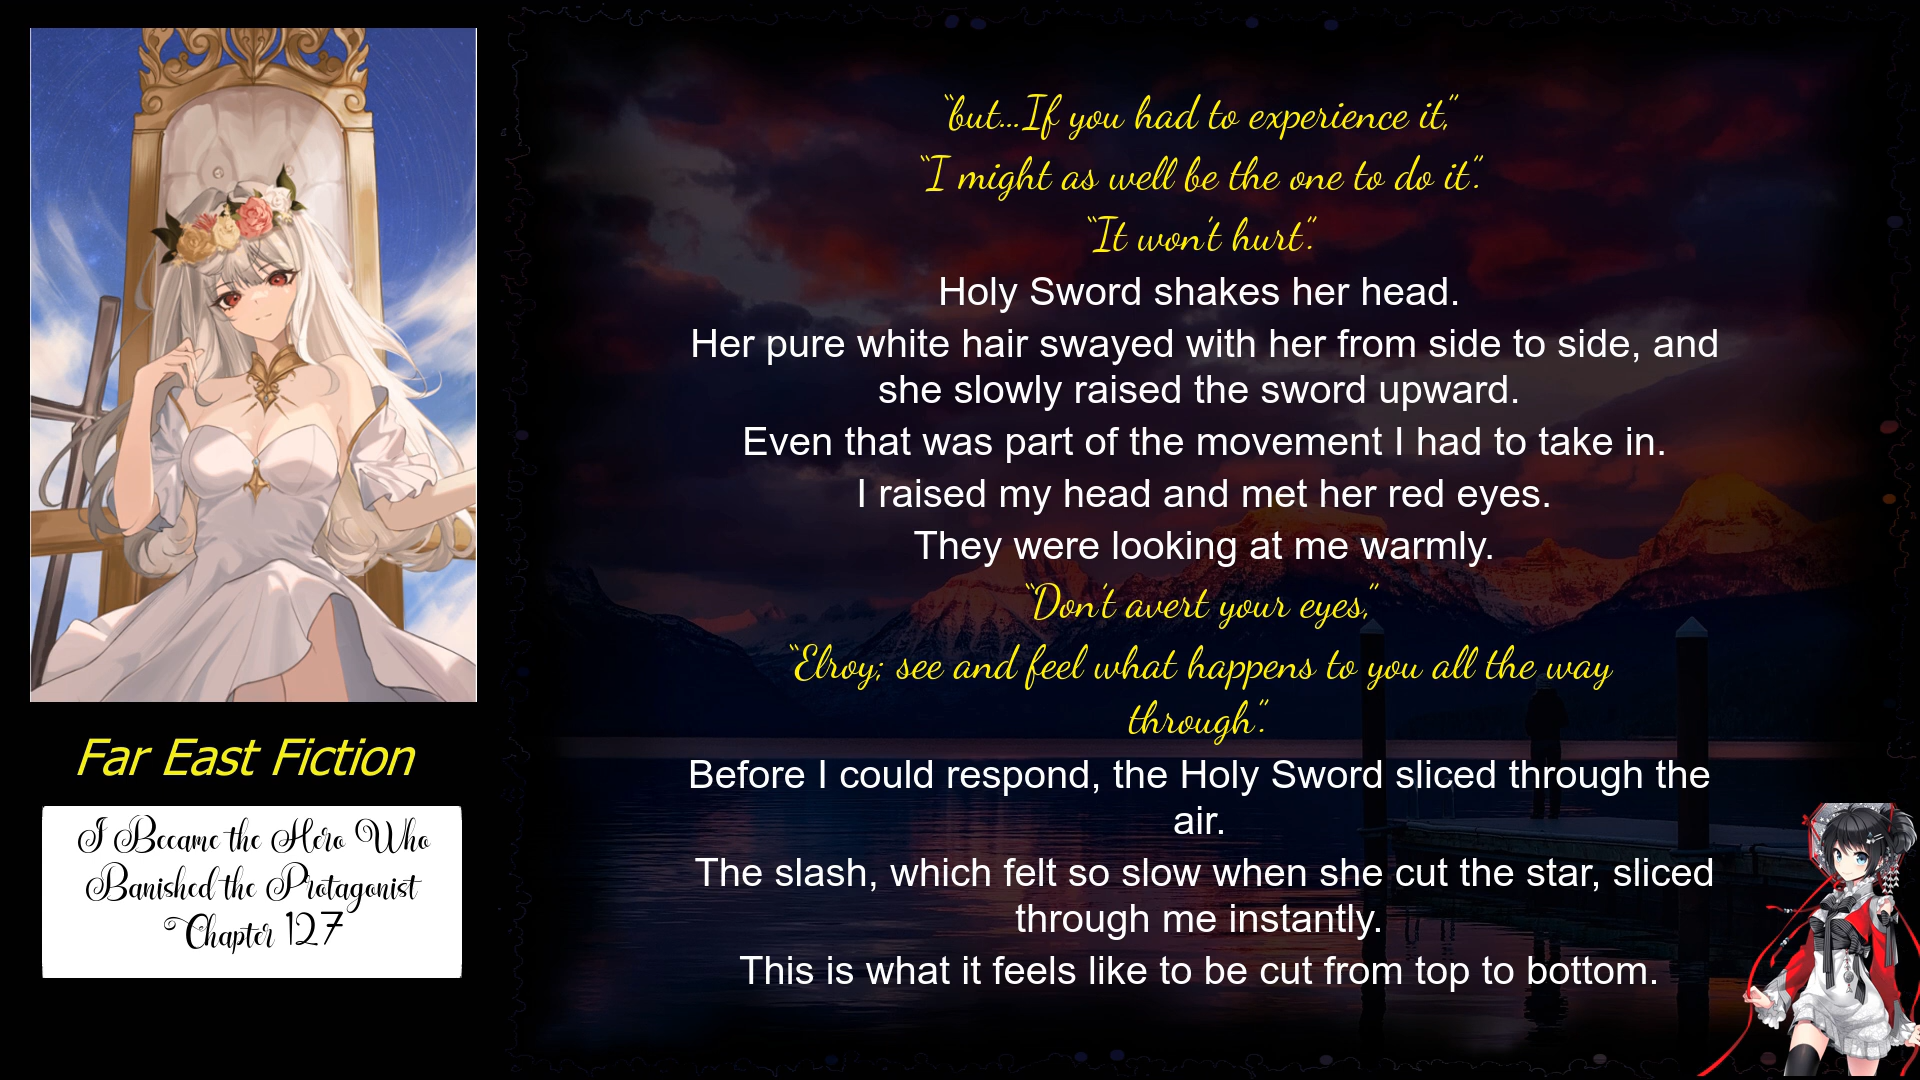 “but...If you had to experience it,”
“I might as well be the one to do it”.
“It won't hurt”.
Holy Sword shakes her head.
Her pure white hair swayed with her from side to side, and
she slowly raised the sword upward.
Even that was part of the movement I had to take in.
I raised my head and met her red eyes.
They were looking at me warmly.
“Don't avert your eyes,”
“Elroy; see and feel what happens to you all the way
through”.
Before I could respond, the Holy Sword sliced through the
air.
The slash, which felt so slow when she cut the star, sliced
through me instantly.
This is what it feels like to be cut from top to bottom.
Far East Fiction
I Became the Hero Who
Banished the Protagonist
Chapter 127